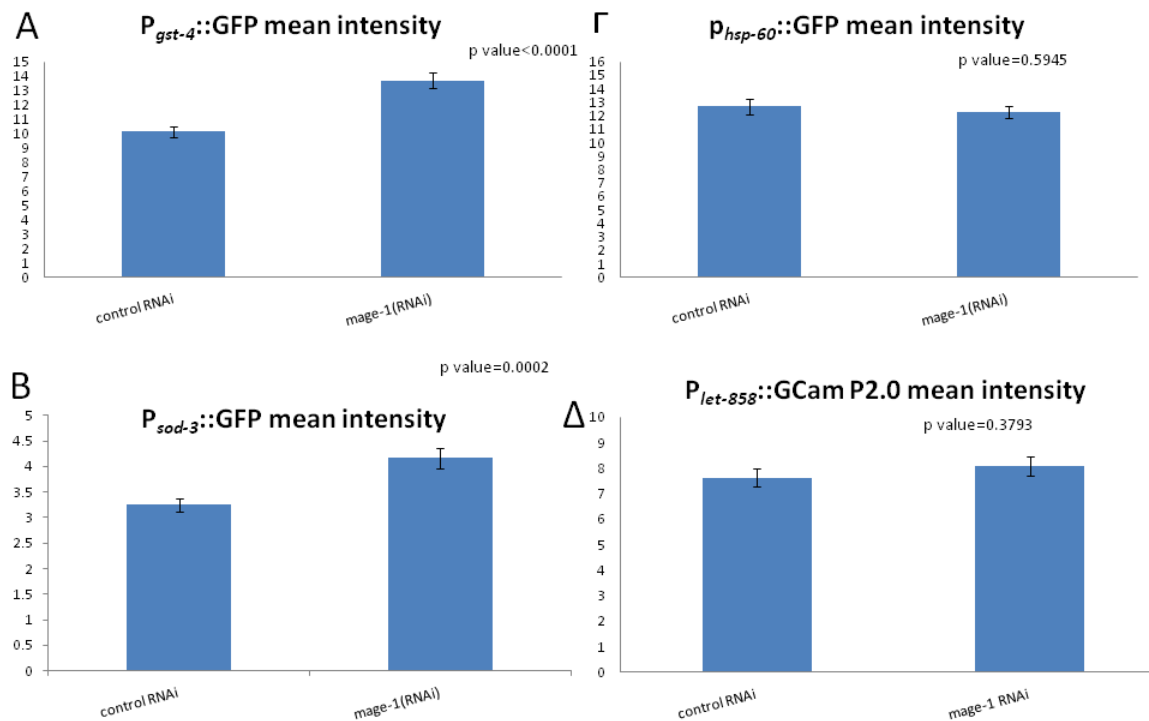 A
P_gst-4::GFP mean intensity
p value<0.0001
15
14
13
12
11
10
9
8
7
6
5
4
3
2
1
0
control RNAi
mage-1(RNAi)
Γ
p_hsp-60::GFP mean intensity
p value=0.5945
16
15
14
13
12
11
10
9
8
7
6
5
4
3
2
1
0
control RNAi
mage-1(RNAi)
B
p value=0.0002
P_sod-3::GFP mean intensity
5
4.5
4
3.5
3
2.5
2
1.5
1
0.5
0
control RNAi
mage-1(RNAi)
Δ
P_let-858::GCam P2.0 mean intensity
p value=0.3793
10
9
8
7
6
5
4
3
2
1
0
control RNAi
mage-1 RNAi